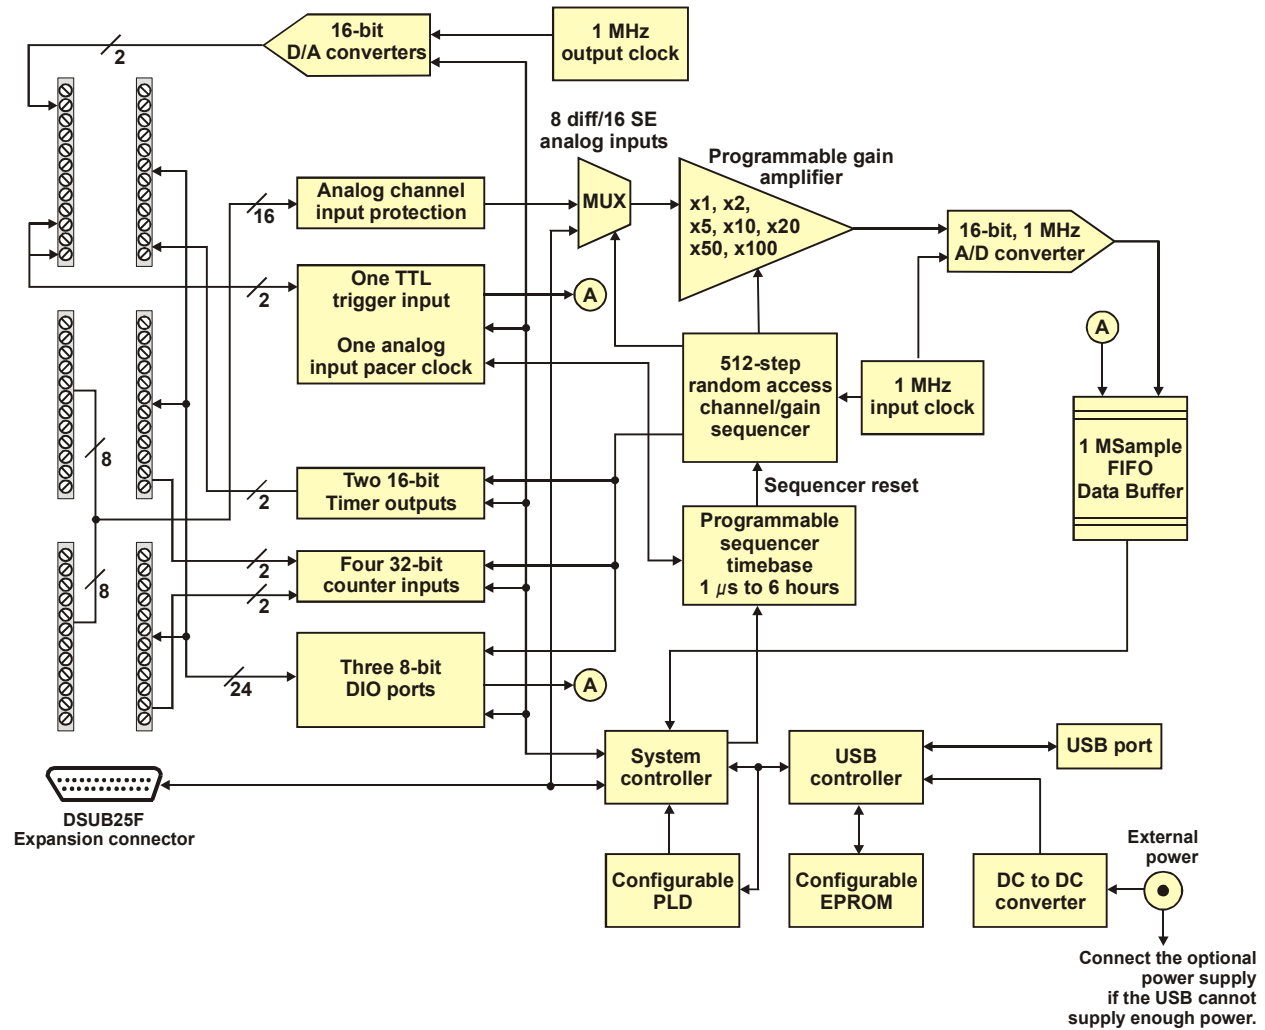 16-bit
D/A converters
1 MHz
output clock
2
8 diff/16 SE
analog inputs
Programmable gain
amplifier
Analog channel
input protection
16
MUX
x1, x2,
x5, x10, x20
x50, x100
16-bit, 1 MHz
A/D converter
One TTL
trigger input
One analog
input pacer clock
2
A
A
512-step
random access
channel/gain
sequencer
1 MHz
input clock
1 MSample
FIFO
Data Buffer
8
Two 16-bit
Timer outputs
2
Sequencer reset
Programmable
sequencer
timebase
1 µs to 6 hours
Four 32-bit
counter inputs
2
2
8
Three 8-bit
DIO ports
24
A
System
controller
USB
controller
USB port
DSUB25F
Expansion connector
Configurable
PLD
Configurable
EPROM
DC to DC
converter
External
power
Connect the optional
power supply
if the USB cannot
supply enough power.